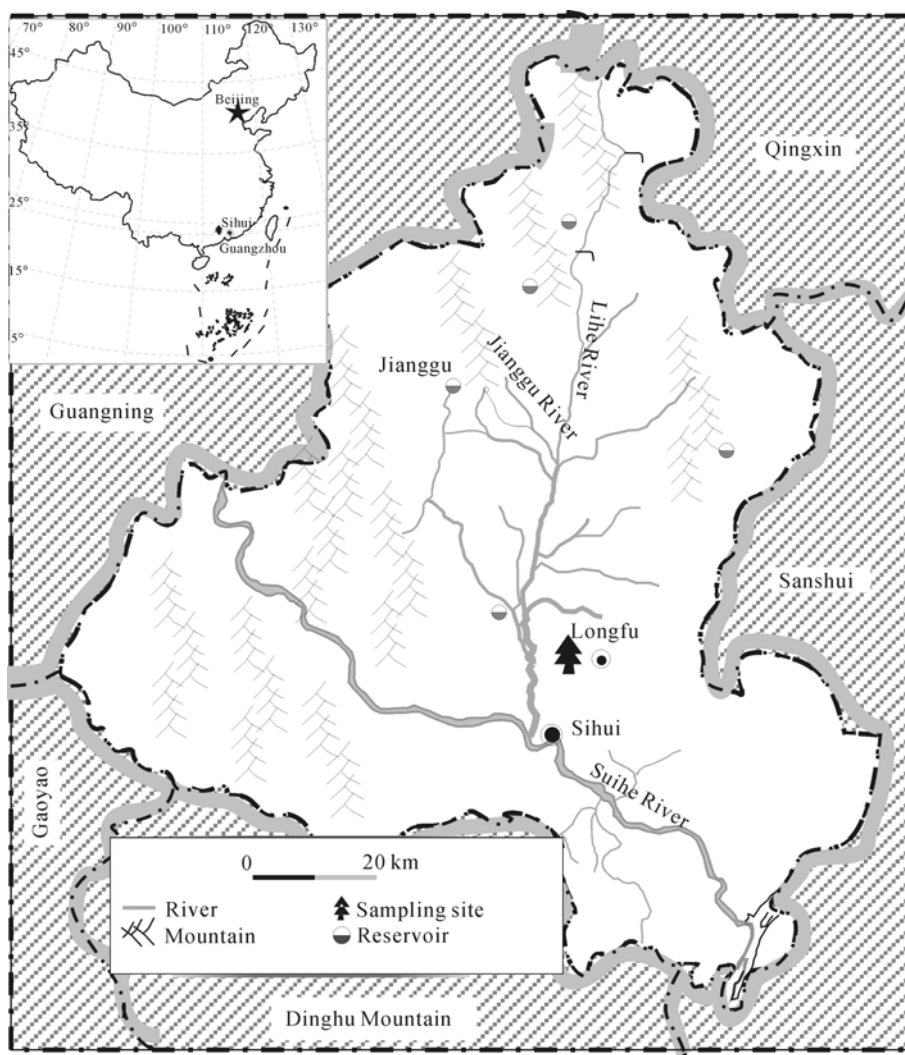 70° 80° 90° 100° 110° 120° 130°
45°
35°
25°
15°
5°
Beijing
Sihui
Guangzhou
Qingxin
Lihe River
Jianggu River
Jianggu
Guangning
Sanshui
Longfu
Sihui
Suihe River
Gaoyao
0 20 km
River
Sampling site
Mountain
Reservoir
Dinghu Mountain